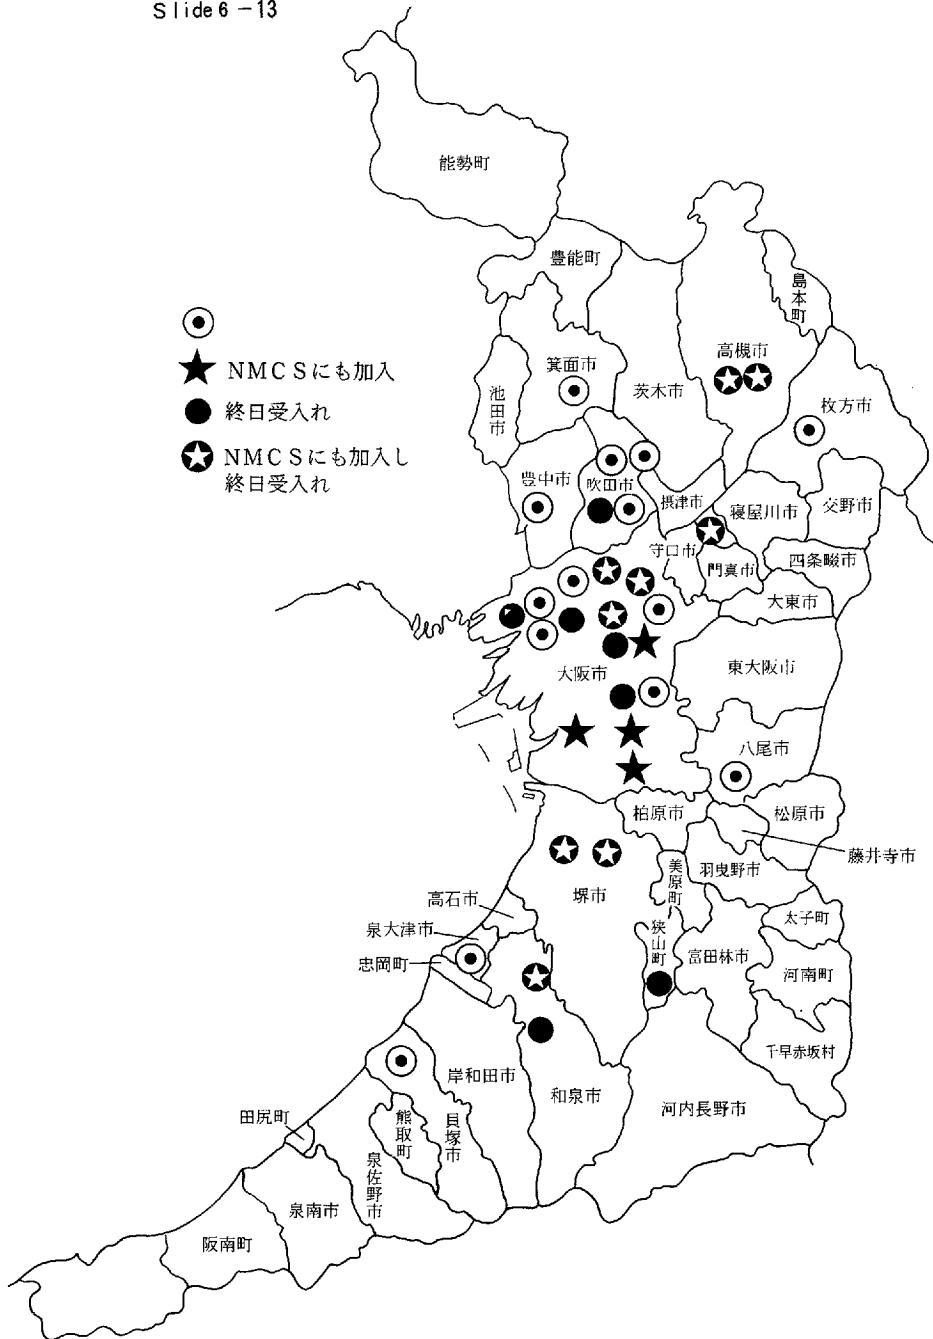 Slide 6 －13
能勢町
豊能町
島本町
NMCSにも加入
終日受入れ
NMCSにも加入し
終日受入れ
高槻市
箕面市
池田市
茨木市
枚方市
豊中市
吹田市
摂津市
寝屋川市
交野市
守口市
門真市
四条畷市
大東市
大阪市
東大阪市
八尾市
柏原市
松原市
藤井寺市
羽曳野市
美原町
堺市
高石市
泉大津市
忠岡町
狭山町
富田林市
太子町
河南町
千早赤坂村
岸和田市
和泉市
河内長野市
田尻町
熊取町
貝塚市
泉佐野市
泉南市
阪南町